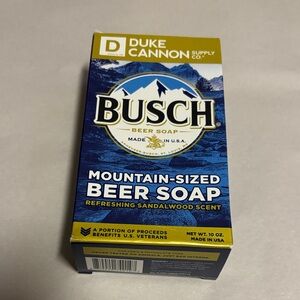 D
DUKE
CANNON SUPPLY CO.
BUSCH
BEER SOAP
MADE IN U.S.A.
MOUNTAIN-SIZED
BEER SOAP
REFRESHING SANDALWOOD SCENT
A PORTION OF PROCEEDS
BENEFITS U.S. VETERANS
NET WT. 10 OZ.
MADE IN USA